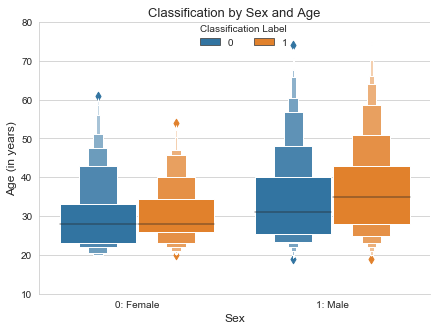 Classification by Sex and Age
Classification Label
0 1
80
70
60
50
40
30
20
10
Age (in years)
0: Female 1: Male
Sex